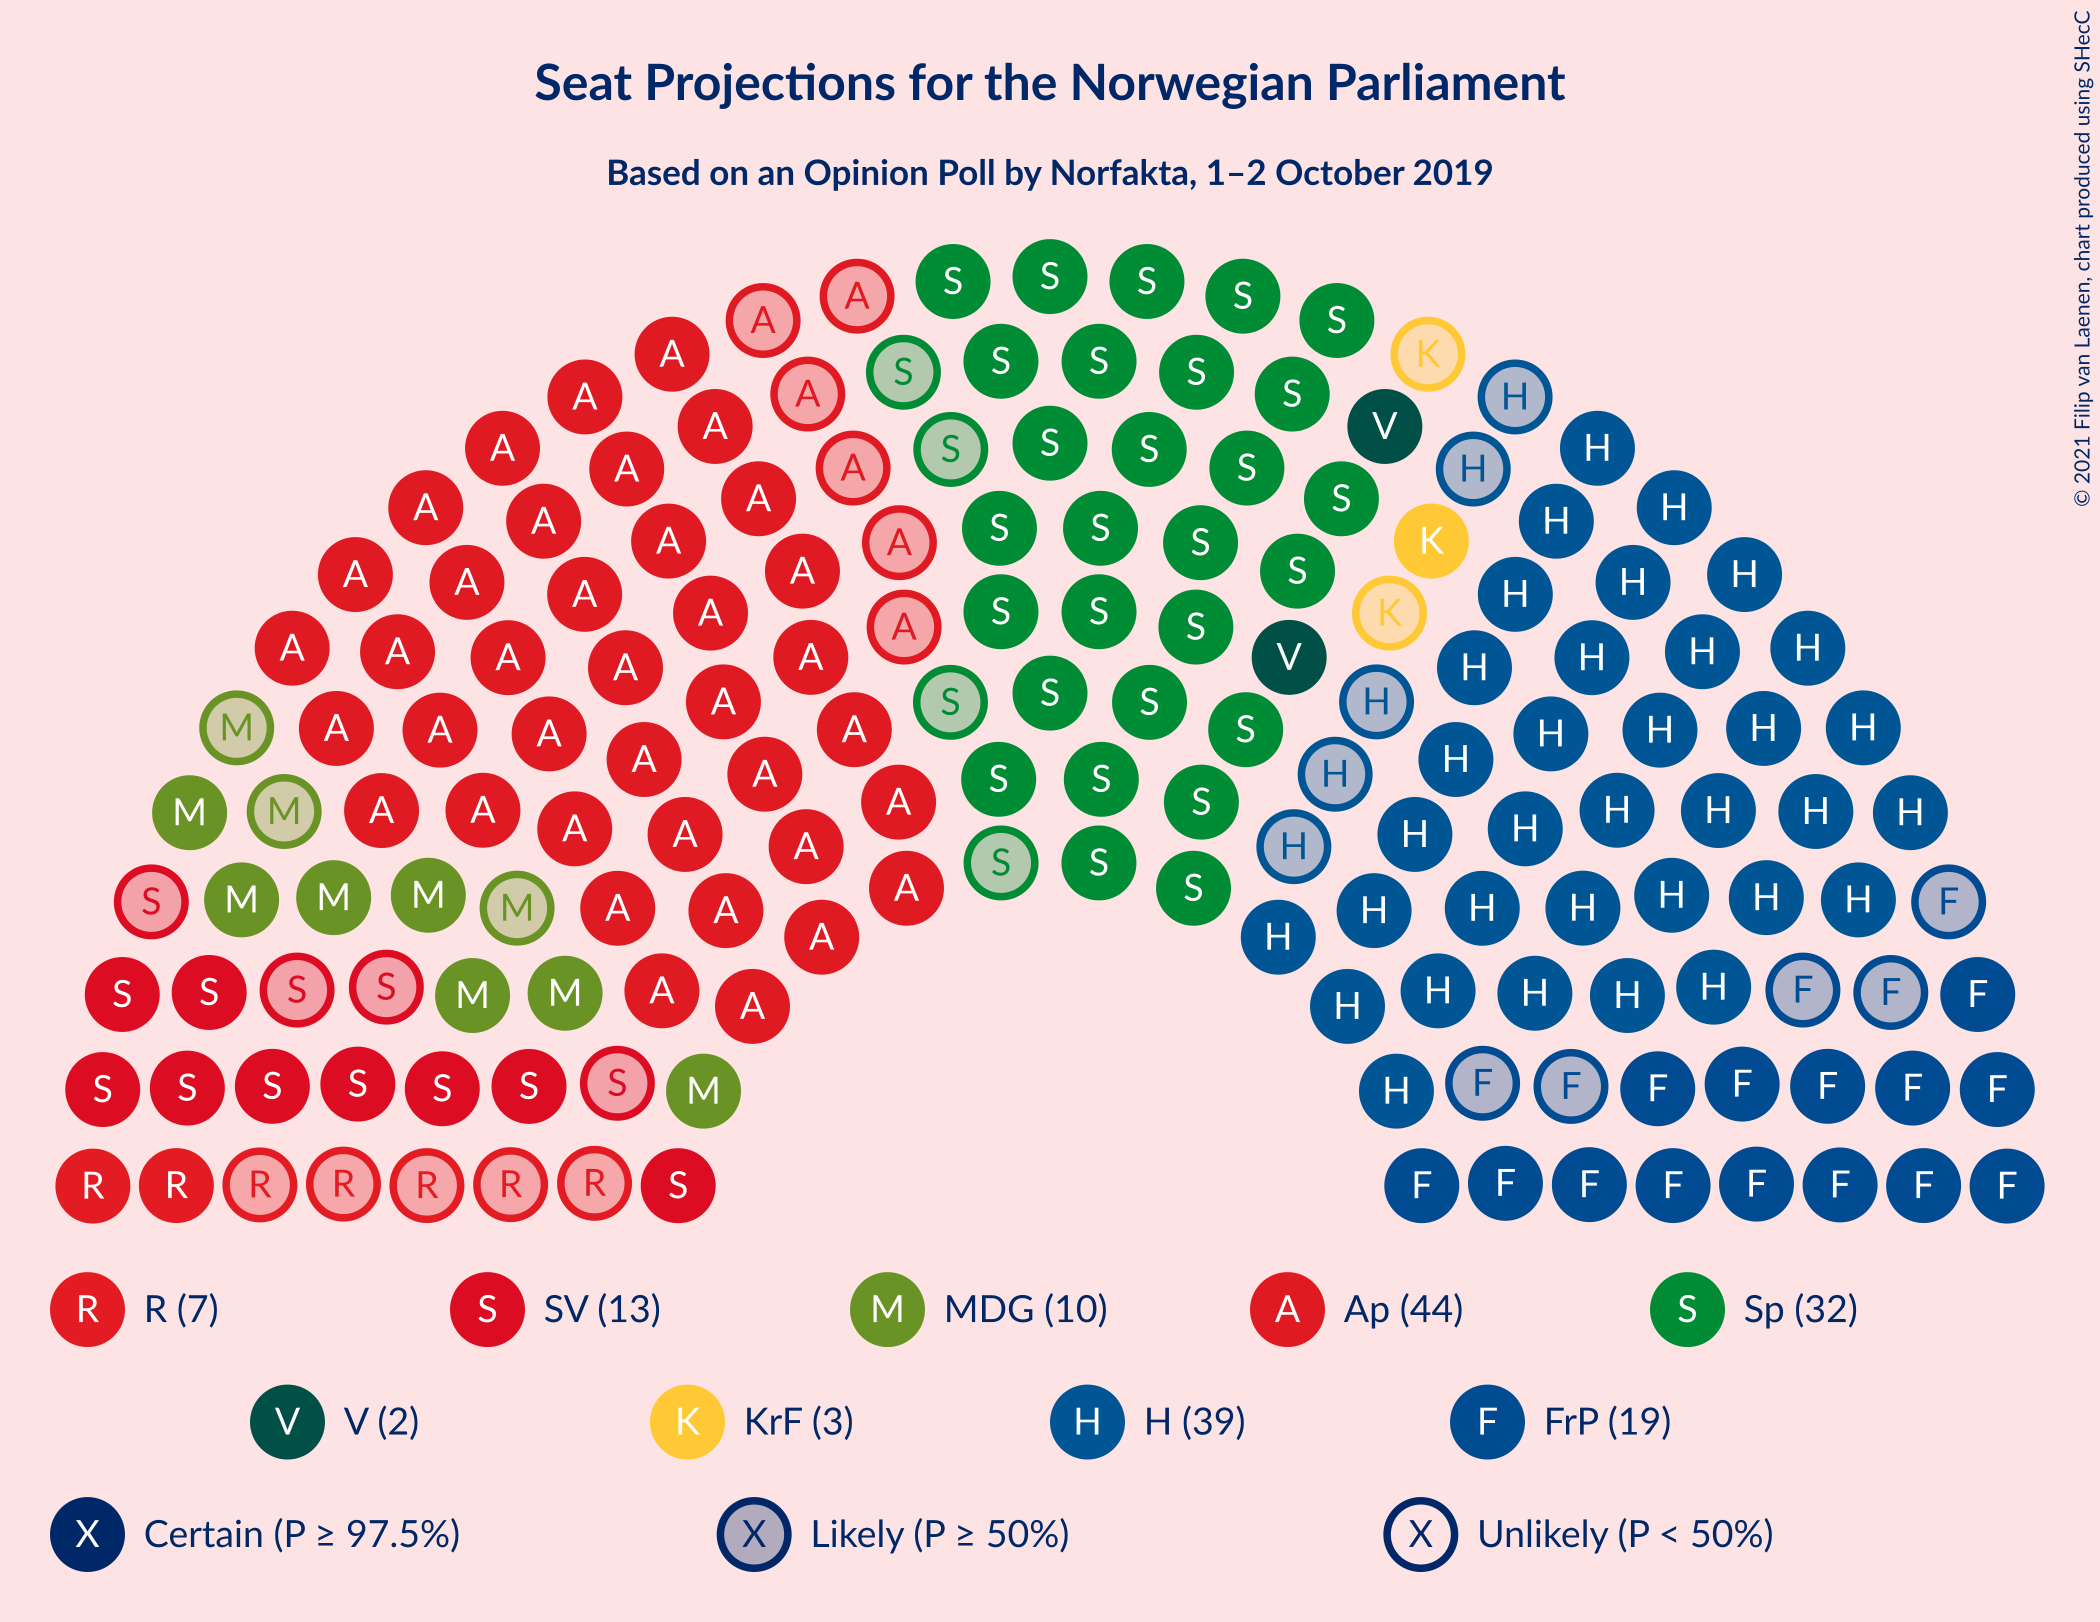 Seat Projections for the Norwegian Parliament
Based on an Opinion Poll by Norfakta, 1–2 October 2019
© 2021 Filip van Laenen, chart produced using SHecC
A A S S S S S K H
A A S S S S S V H H
A A A S S S S S K H H
A A A A S S S S K H H
A A A A S S S V H H H
M A A A A A S S S S H H H H H
M M A A A A A S S S H H H H H H
S M M M M A A A S S S H H H H H H F
S S S S M M A A H H H H H F F F
S S S S S S S M H F F F F F F F
R R R R R R R S F F F F F F F F
R R (7) S SV (13) M MDG (10) A Ap (44) S Sp (32)
V V (2) K KrF (3) H H (39) F FrP (19)
X Certain (P ≥ 97.5%) X Likely (P ≥ 50%) X Unlikely (P < 50%)